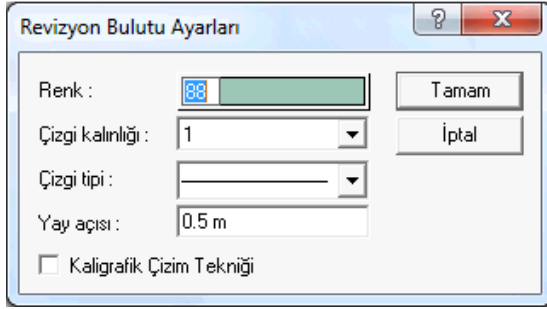 Revizyon Bulutu Ayarları
Renk : 88 Tamam
Çizgi kalınlığı : 1 İptal
Çizgi tipi :
Yay açısı : 0.5 m
Kaligrafik Çizim Tekniği